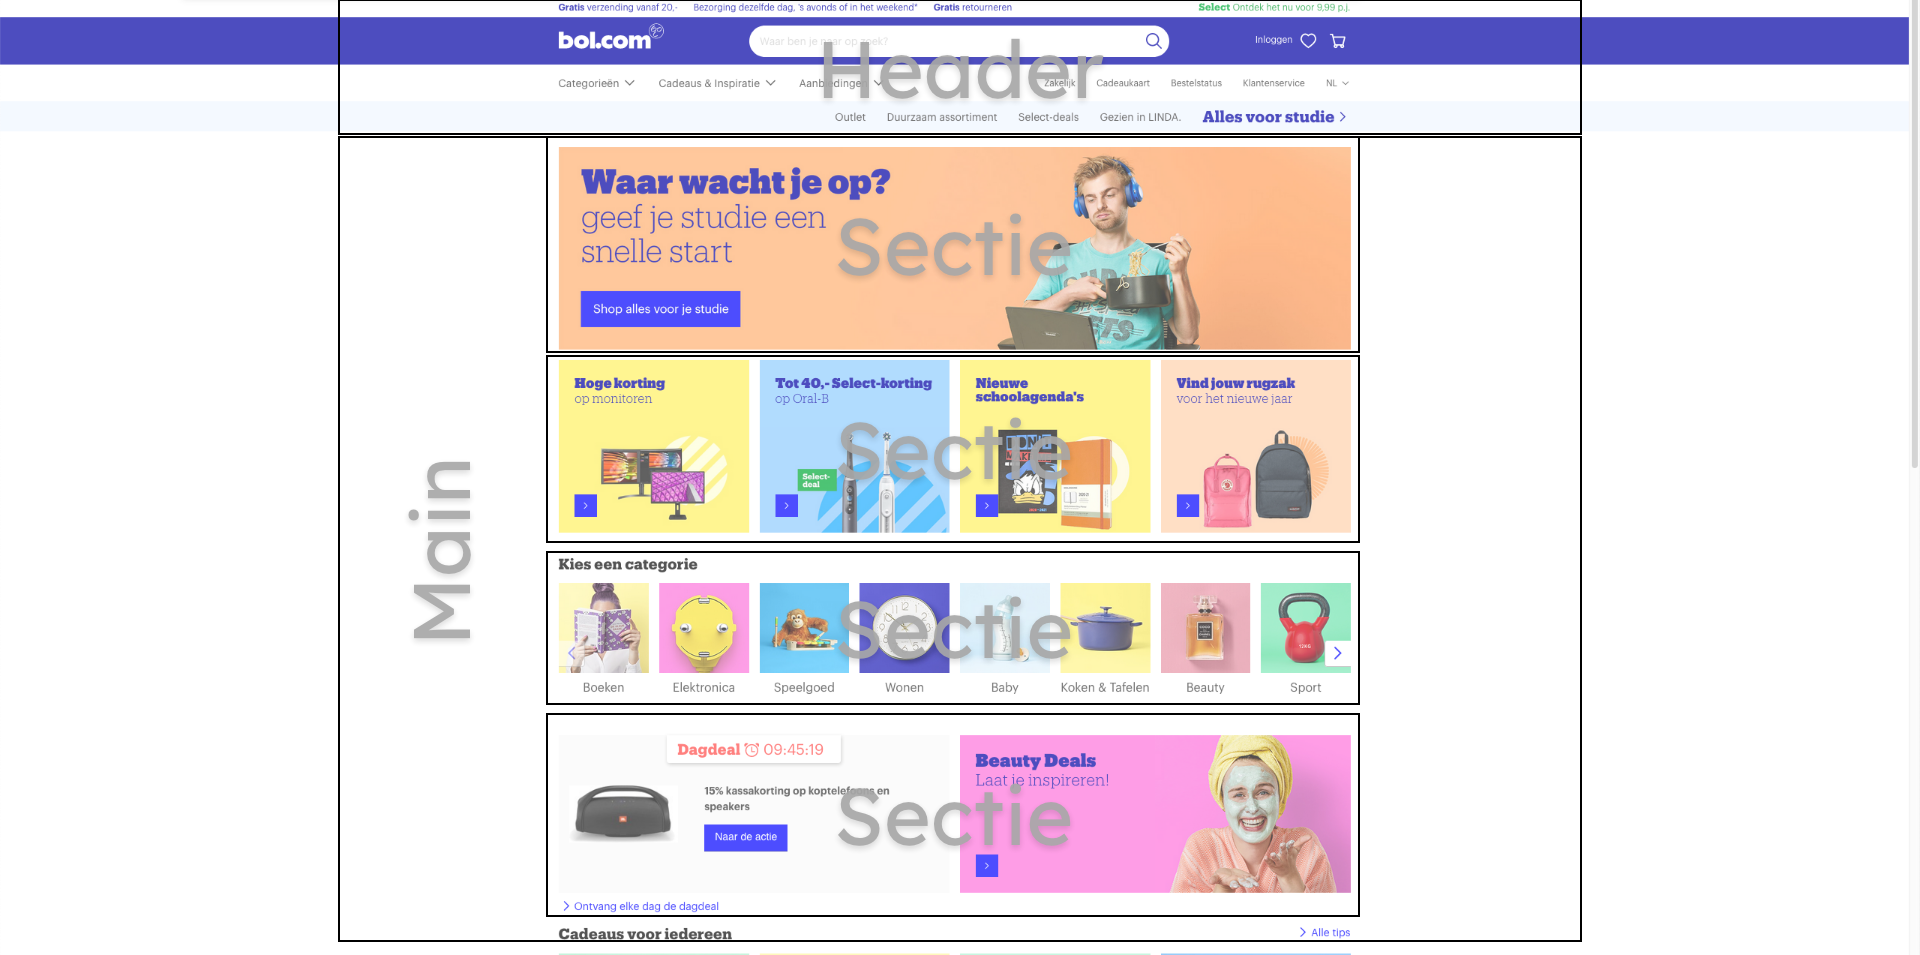 Gratis verzending vanaf 20,- Bezorging dezelfde dag, 's avonds of in het weekend* Gratis retourneren Select Ontdek het nu voor 9,99 p.j.
bol.com
Waar ben je naar op zoek?
Inloggen
Header
Categorieën Cadeaus & Inspiratie Aanbiedingen Zakelijk Cadeaukaart Bestelstatus Klantenservice NL
Outlet Duurzaam assortiment Select-deals Gezien in LINDA. Alles voor studie
Main
Waar wacht je op?
geef je studie een
snelle start
Sectie
Shop alles voor je studie
Hoge korting
op monitoren
Tot 40,- Select-korting
op Oral-B
Select-
deal
Nieuwe
schoolagenda's
Vind jouw rugzak
voor het nieuwe jaar
Sectie
Kies een categorie
Sectie
Boeken Elektronica Speelgoed Wonen Baby Koken & Tafelen Beauty Sport
Dagdeal 09:45:19
15% kassakorting op koptelefoons en
speakers
Naar de actie
JBL
Beauty Deals
Laat je inspireren!
Sectie
Ontvang elke dag de dagdeal
Cadeaus voor iedereen
Alle tips